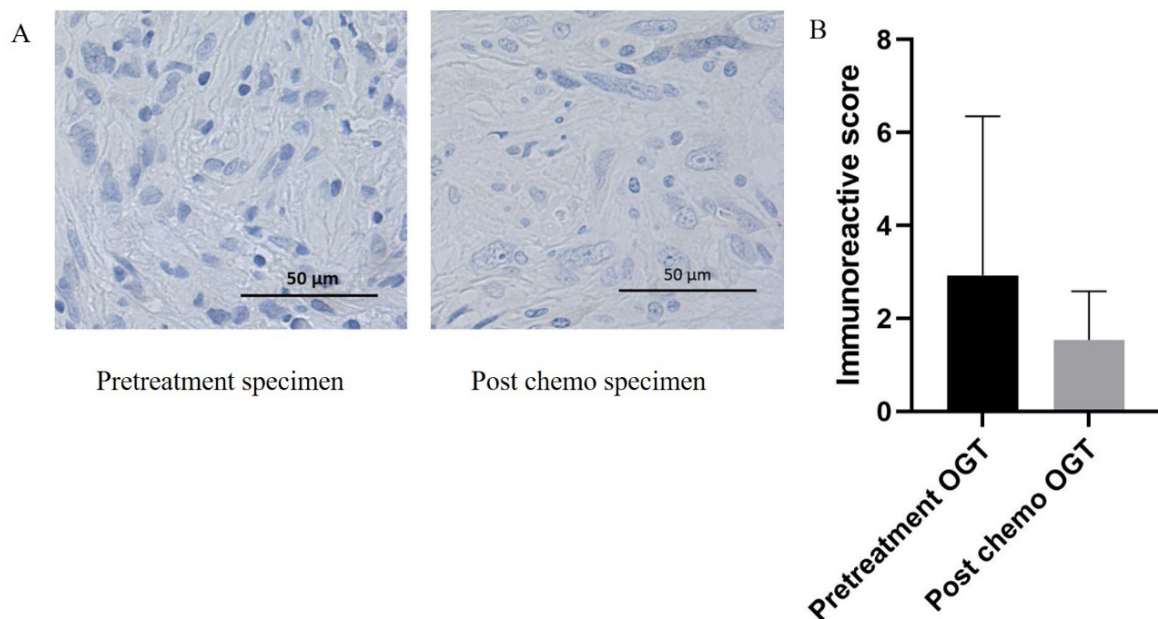 A
50 µm
50 µm
Pretreatment specimen
Post chemo specimen
B
Immunoreactive score
8
6
4
2
0
Pretreatment OGT
Post chemo OGT